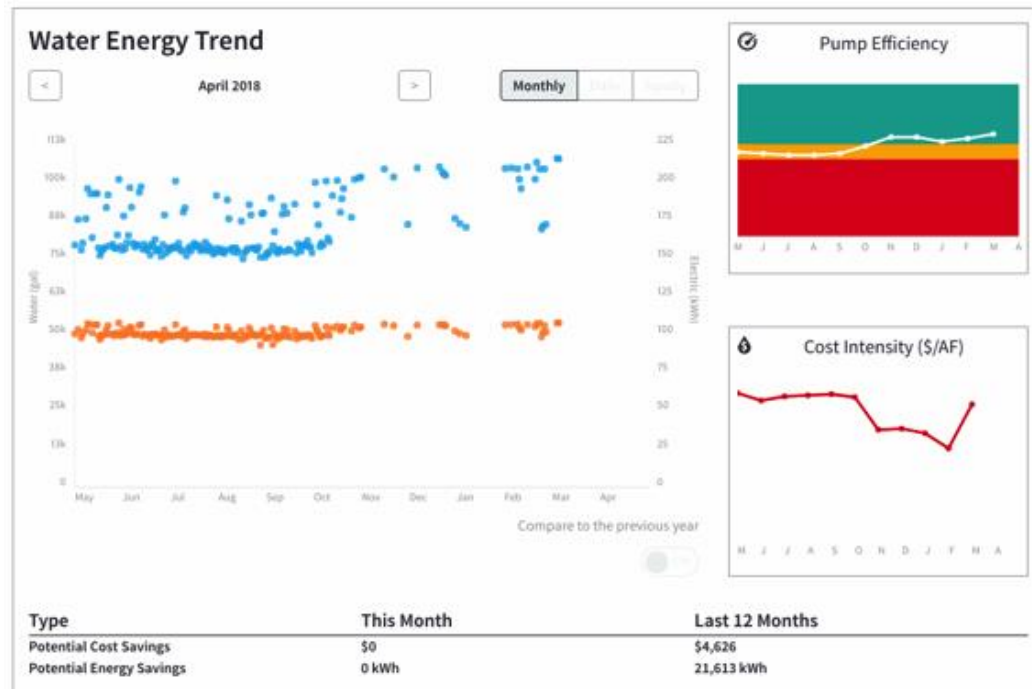 Water Energy Trend
<
April 2018
>
Monthly
113k
100k
88k
75k
63k
50k
38k
25k
13k
0
Water (gal)
225
200
175
150
125
100
75
50
25
0
Electric (kWh)
May Jun Jul Aug Sep Oct Nov Dec Jan Feb Mar Apr
Compare to the previous year
Pump Efficiency
M J J A S O N D J F M A
Cost Intensity ($/AF)
M J J A S O N D J F M A
Type This Month Last 12 Months
Potential Cost Savings $0 $4,626
Potential Energy Savings 0 kWh 21,613 kWh